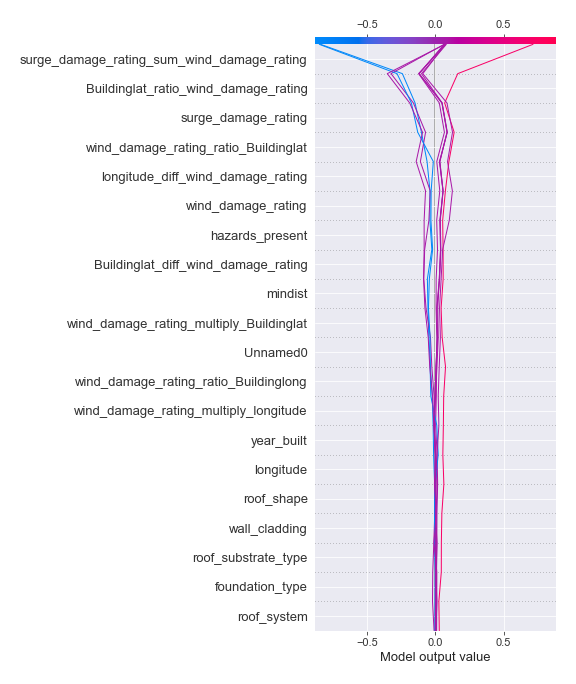 −0.5 0.0 0.5
surge_damage_rating_sum_wind_damage_rating
Buildinglat_ratio_wind_damage_rating
surge_damage_rating
wind_damage_rating_ratio_Buildinglat
longitude_diff_wind_damage_rating
wind_damage_rating
hazards_present
Buildinglat_diff_wind_damage_rating
mindist
wind_damage_rating_multiply_Buildinglat
Unnamed0
wind_damage_rating_ratio_Buildinglong
wind_damage_rating_multiply_longitude
year_built
longitude
roof_shape
wall_cladding
roof_substrate_type
foundation_type
roof_system
−0.5 0.0 0.5
Model output value